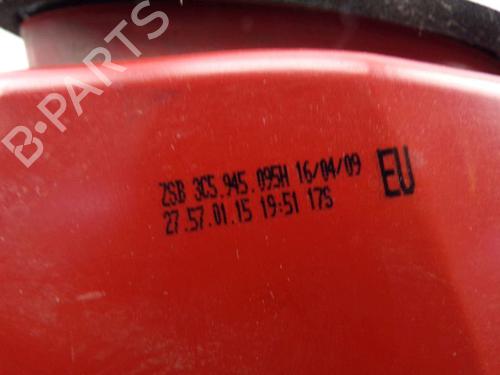 B-PARTS
ZSB 3C5.945.095H 16/04/09
27.57.01.15 19:51 17S
EU